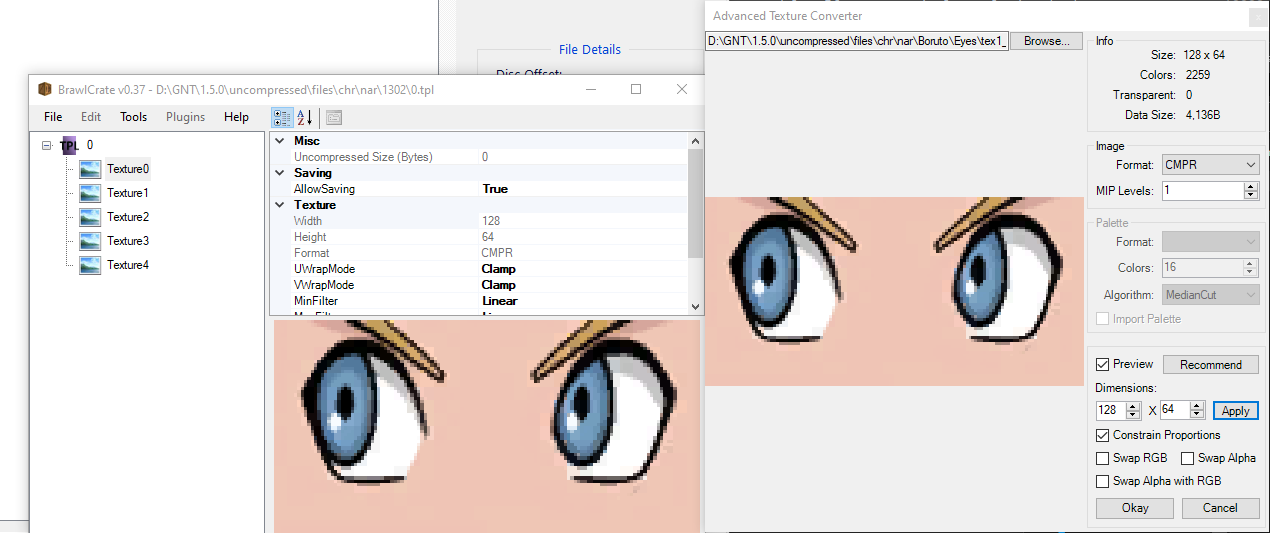 File Details
Disc Offset:
BrawlCrate v0.37 - D:\GNT\1.5.0\uncompressed\files\chr\nar\1302\0.tpl
File Edit Tools Plugins Help
TPL 0
Texture0
Texture1
Texture2
Texture3
Texture4
A
Z
Misc
Uncompressed Size (Bytes) 0
Saving
AllowSaving True
Texture
Width 128
Height 64
Format CMPR
UWrapMode Clamp
VWrapMode Clamp
MinFilter Linear
Advanced Texture Converter
D:\GNT\1.5.0\uncompressed\files\chr\nar\Boruto\Eyes\tex1_ Browse...
Info
Size: 128 x 64
Colors: 2259
Transparent: 0
Data Size: 4,136B
Image
Format: CMPR
MIP Levels: 1
Palette
Format:
Colors: 16
Algorithm: MedianCut
Import Palette
Preview Recommend
Dimensions:
128 X 64 Apply
Constrain Proportions
Swap RGB Swap Alpha
Swap Alpha with RGB
Okay Cancel